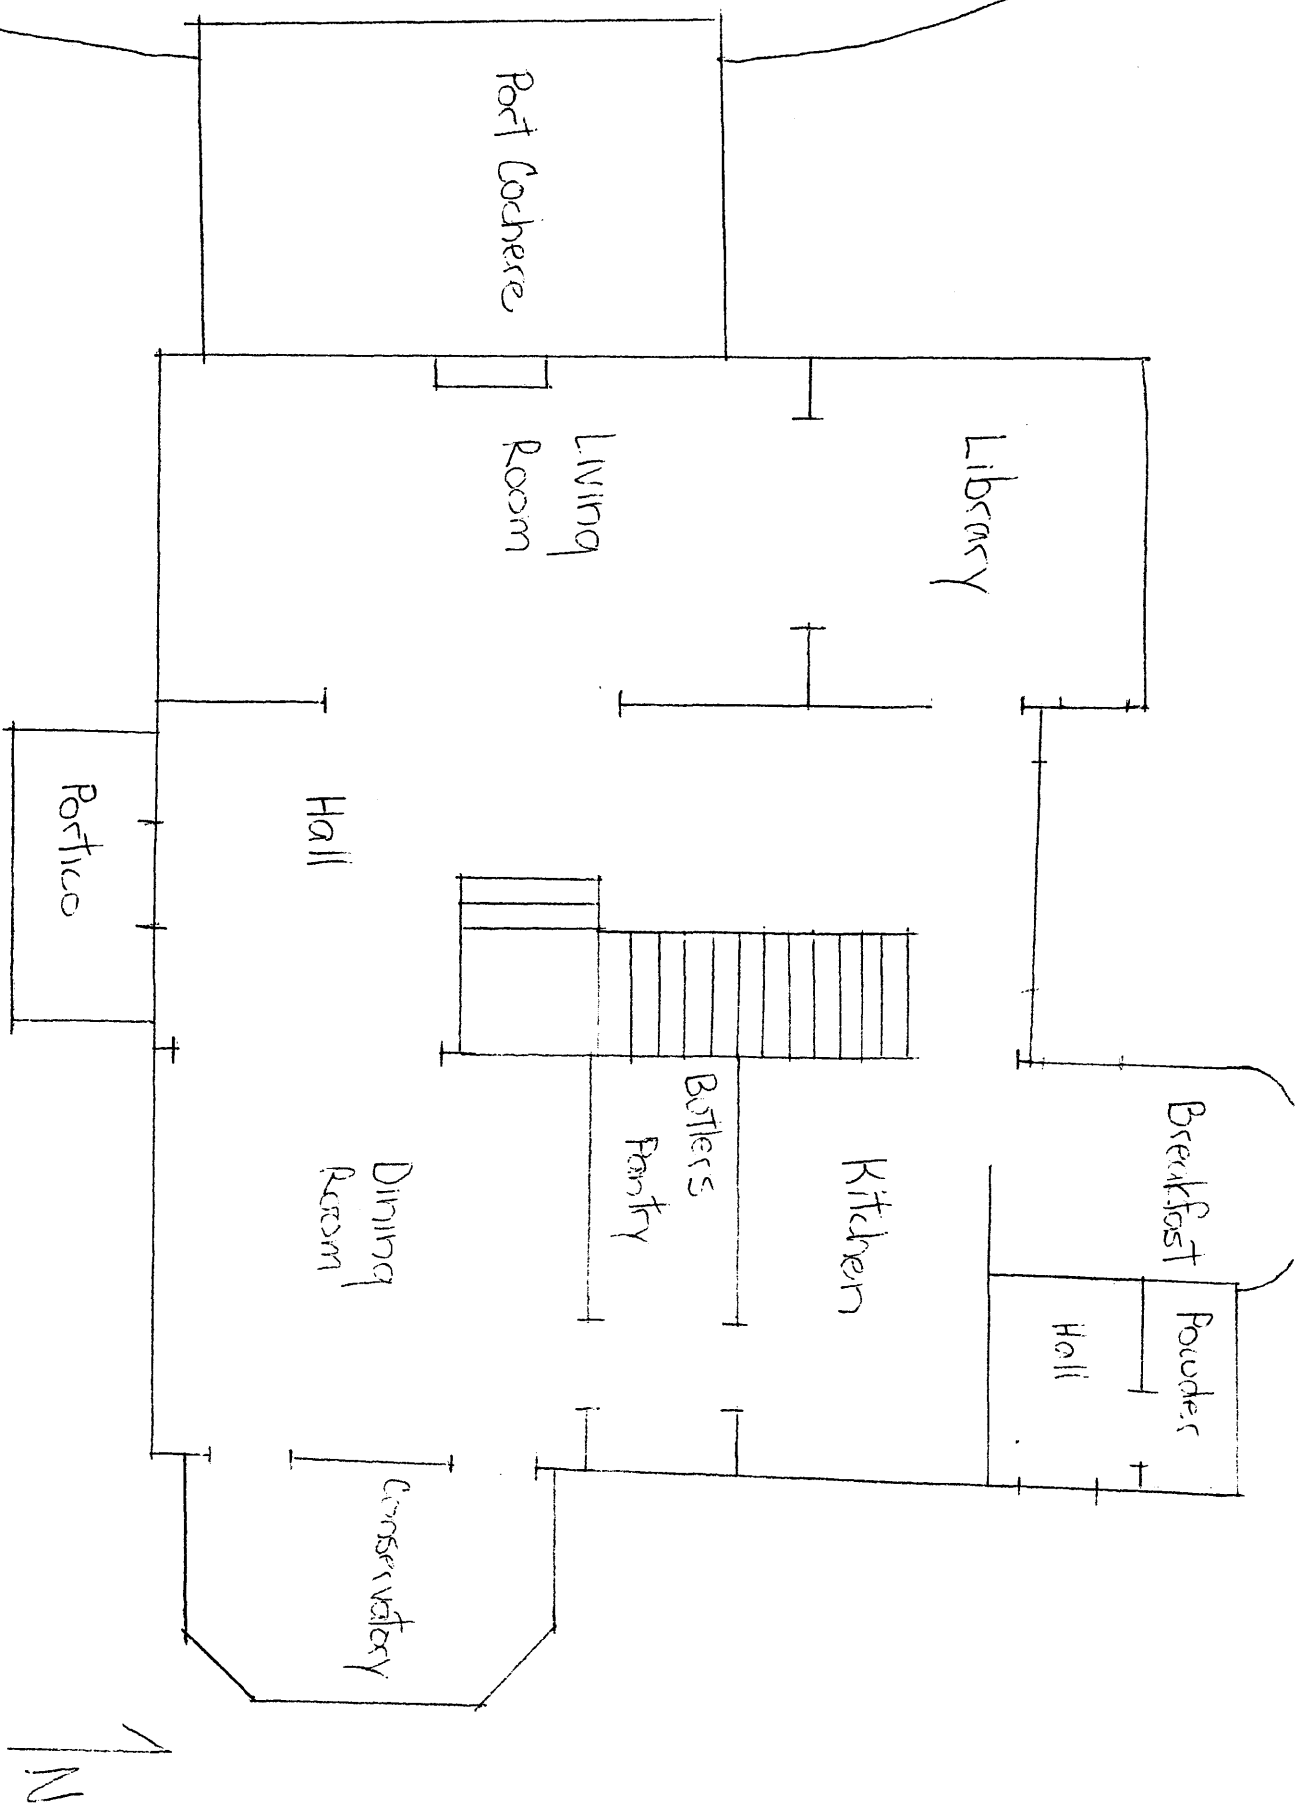 Port Cochere
Library
Living
Room
Hall
Portico
Breakfast
Powder
Hall
Kitchen
Butlers
Pantry
Dining
Room
Conservatory
N